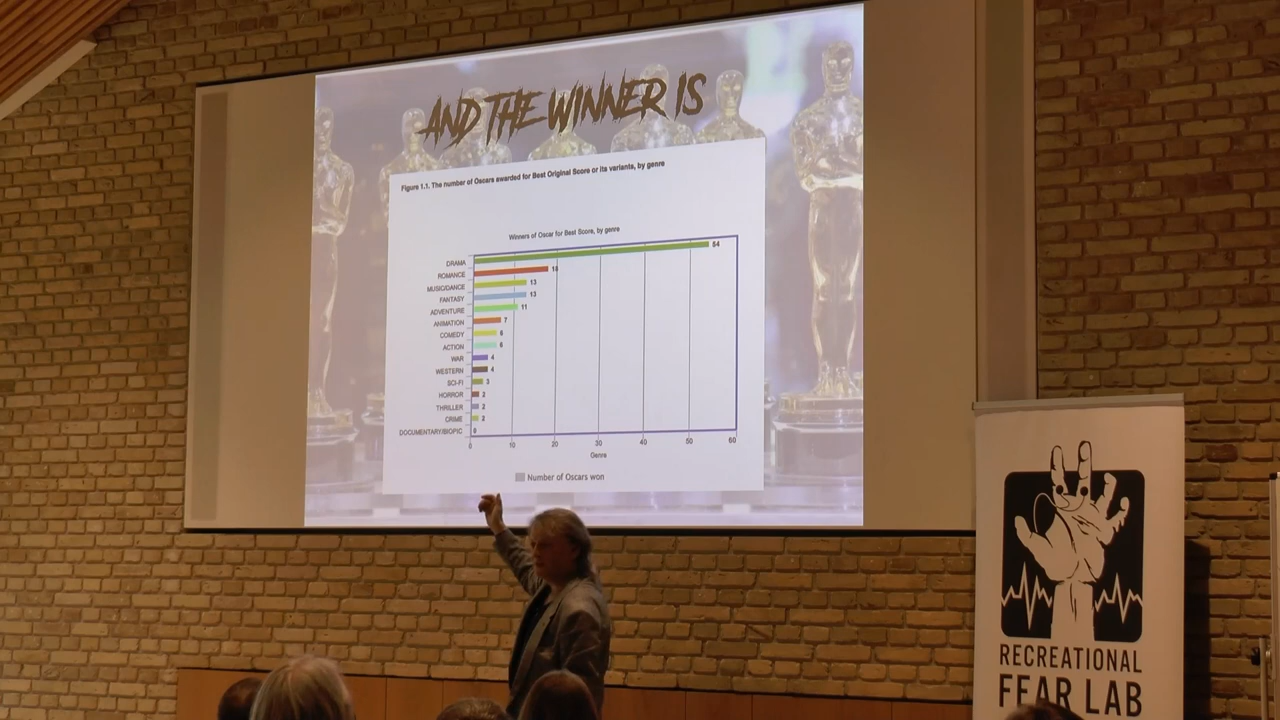 AND THE WINNER IS
Figure 1.1. The number of Oscars awarded for Best Original Score or its variants, by genre
Winners of Oscar for Best Score, by genre
DRAMA 54
ROMANCE 18
MUSIC/DANCE 13
FANTASY 13
ADVENTURE 11
ANIMATION 7
COMEDY 6
ACTION 6
WAR 4
WESTERN 4
SCI-FI 3
HORROR 2
THRILLER 2
CRIME 2
DOCUMENTARY/BIOPIC 0
0 10 20 30 40 50 60
Genre
Number of Oscars won
RECREATIONAL
FEAR LAB